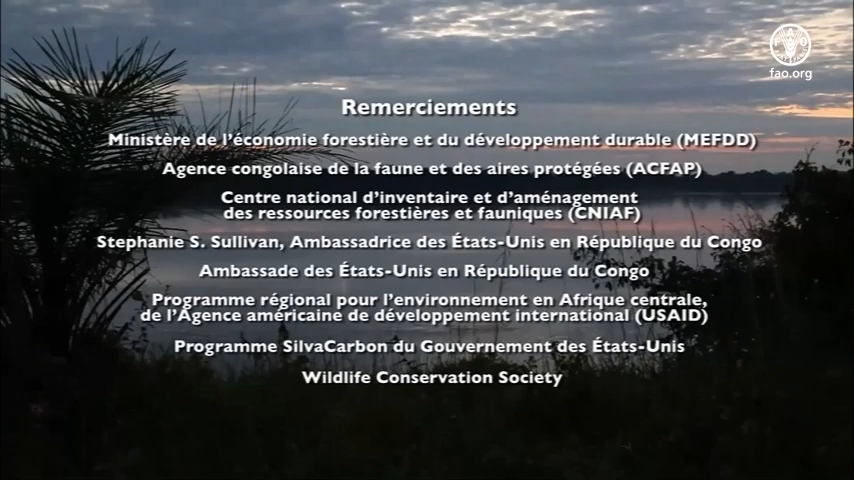 FAO
fao.org
Remerciements
Ministère de l'économie forestière et du développement durable (MEFDD)
Agence congolaise de la faune et des aires protégées (ACFAP)
Centre national d'inventaire et d'aménagement
des ressources forestières et fauniques (CNIAF)
Stephanie S. Sullivan, Ambassadrice des États-Unis en République du Congo
Ambassade des États-Unis en République du Congo
Programme régional pour l'environnement en Afrique centrale,
de l'Agence américaine de développement international (USAID)
Programme SilvaCarbon du Gouvernement des États-Unis
Wildlife Conservation Society